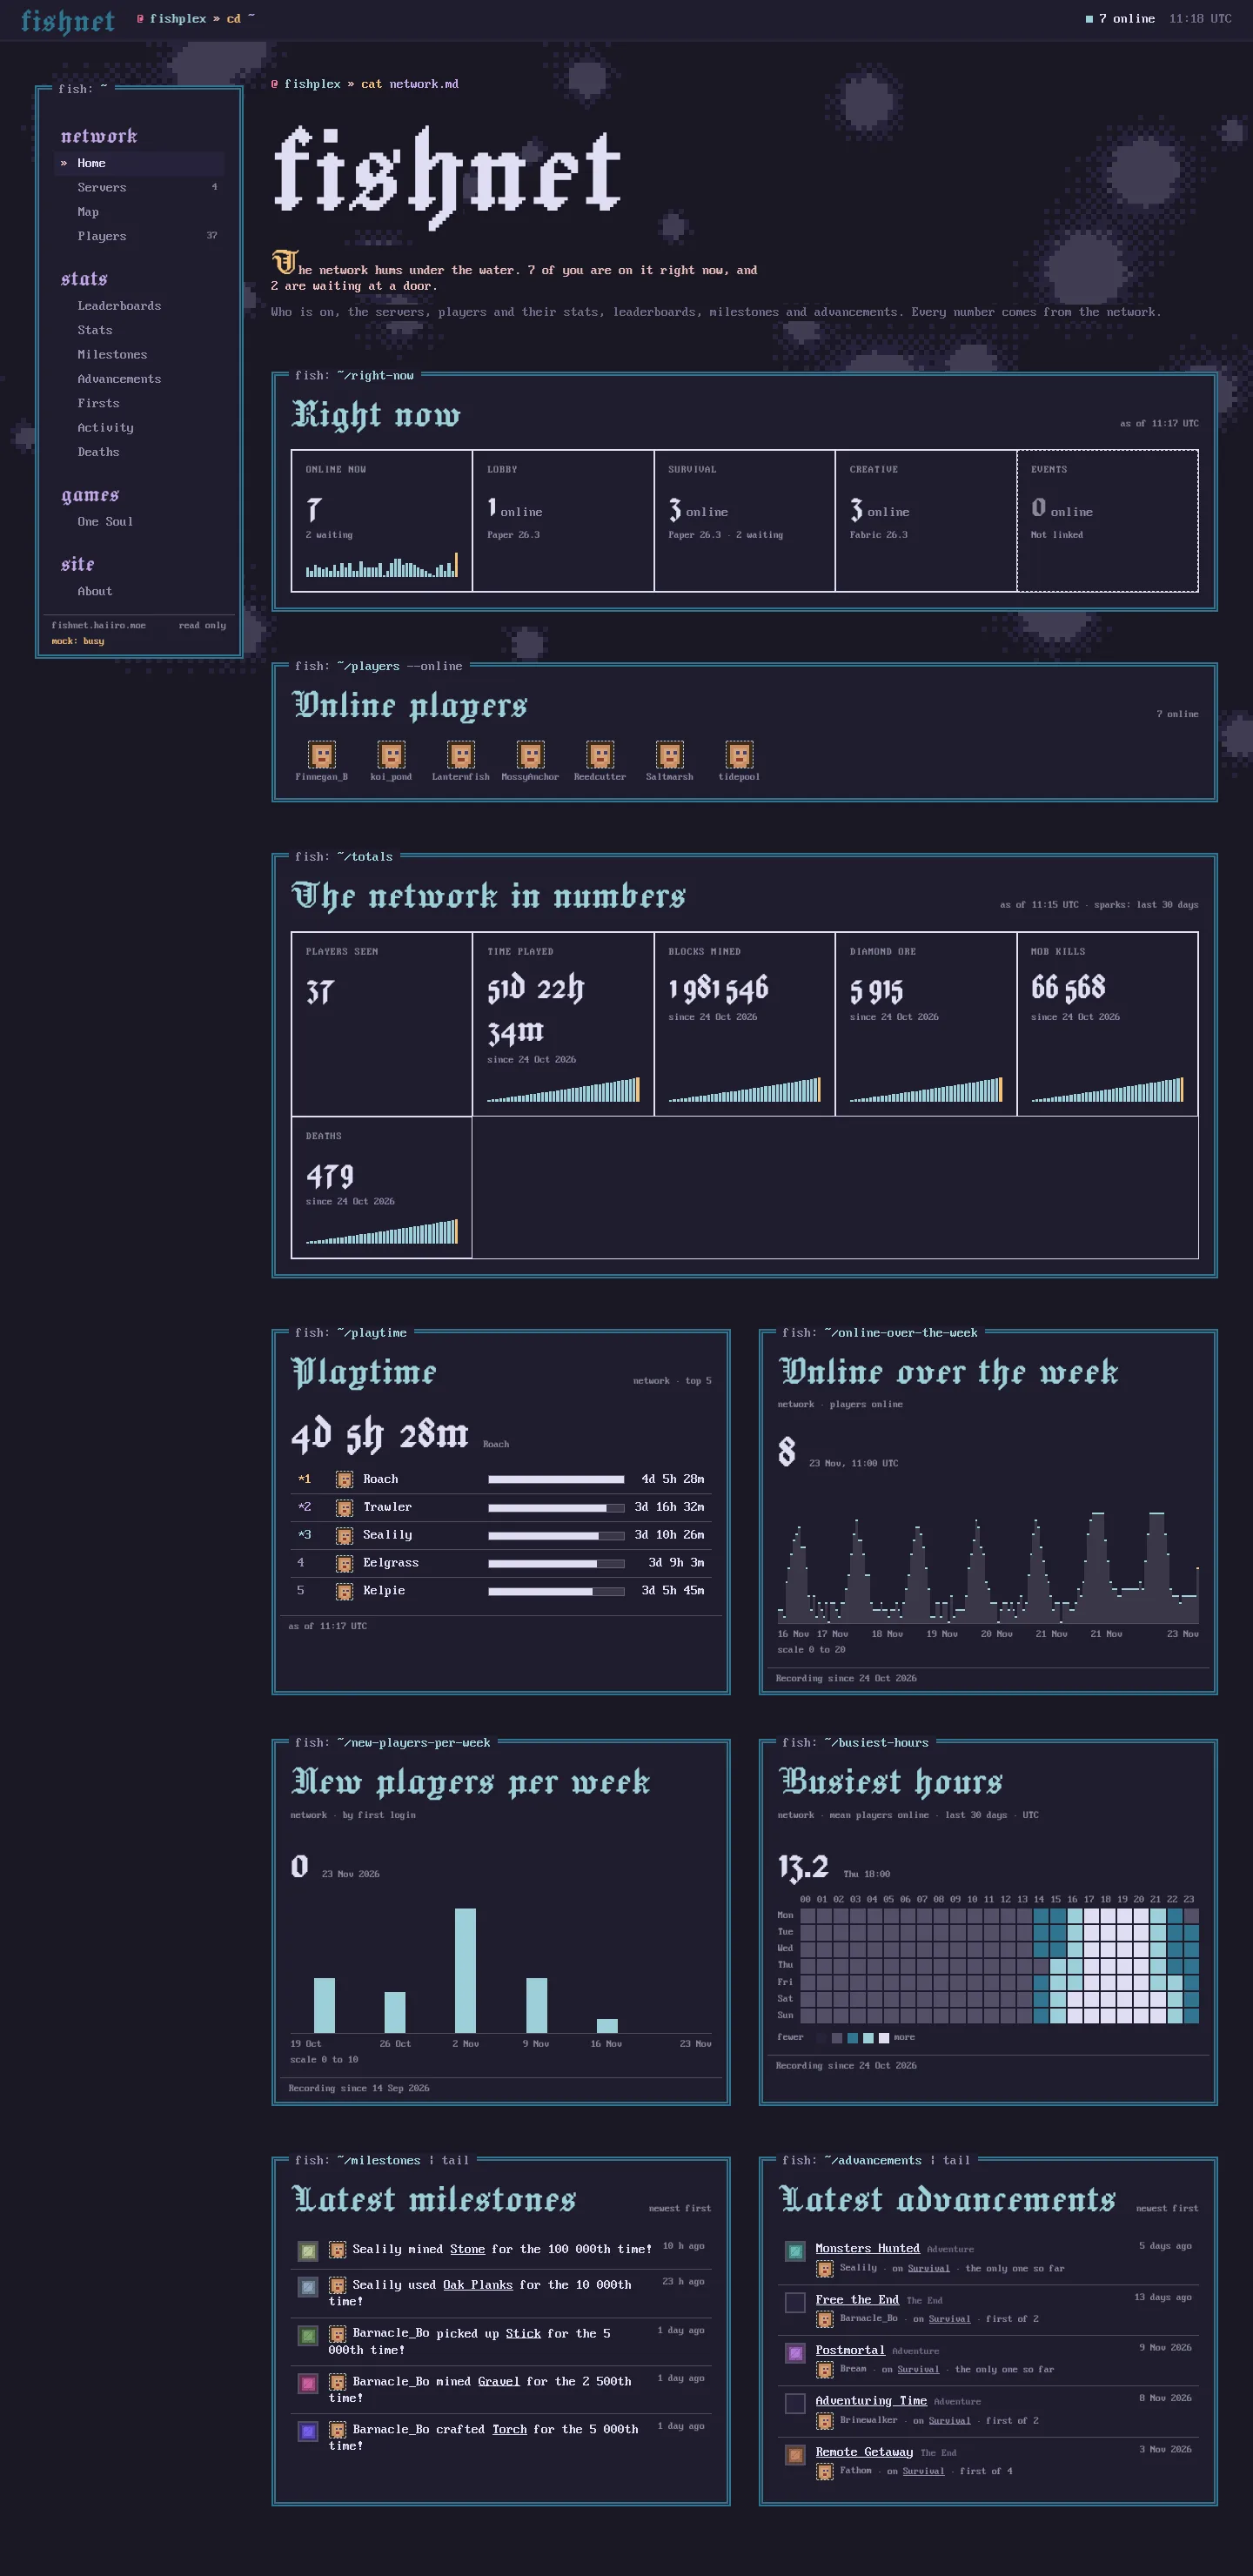 fishnet
@ fishplex » cd ~
7 online 11:18 UTC
fish: ~
network
» Home
Servers 4
Map
Players 37
stats
Leaderboards
Stats
Milestones
Advancements
Firsts
Activity
Deaths
games
One Soul
site
About
fishnet.haiiro.moe read only
mock: busy
@ fishplex » cat network.md
fishnet
The network hums under the water. 7 of you are on it right now, and
2 are waiting at a door.
Who is on, the servers, players and their stats, leaderboards, milestones and advancements. Every number comes from the network.
fish: ~/right-now
Right now
as of 11:17 UTC
ONLINE NOW
7
2 waiting
LOBBY
1 online
Paper 26.3
SURVIVAL
3 online
Paper 26.3 · 2 waiting
CREATIVE
3 online
Fabric 26.3
EVENTS
0 online
Not linked
fish: ~/players --online
Online players
7 online
Finnegan_B koi_pond Lanternfish MossyAnchor Reedcutter Saltmarsh tidepool
fish: ~/totals
The network in numbers
as of 11:15 UTC · sparks: last 30 days
PLAYERS SEEN
37
TIME PLAYED
51d 22h
34m
since 24 Oct 2026
BLOCKS MINED
1 981 546
since 24 Oct 2026
DIAMOND ORE
5 915
since 24 Oct 2026
MOB KILLS
66 568
since 24 Oct 2026
DEATHS
479
since 24 Oct 2026
fish: ~/playtime
Playtime
network · top 5
4d 5h 28m Roach
*1 Roach 4d 5h 28m
*2 Trawler 3d 16h 32m
*3 Sealily 3d 10h 26m
4 Eelgrass 3d 9h 3m
5 Kelpie 3d 5h 45m
as of 11:17 UTC
fish: ~/online-over-the-week
Online over the week
network · players online
8 23 Nov, 11:00 UTC
16 Nov 17 Nov 18 Nov 19 Nov 20 Nov 21 Nov 21 Nov 23 Nov
scale 0 to 20
Recording since 24 Oct 2026
fish: ~/new-players-per-week
New players per week
network · by first login
0 23 Nov 2026
19 Oct 26 Oct 2 Nov 9 Nov 16 Nov 23 Nov
scale 0 to 10
Recording since 14 Sep 2026
fish: ~/busiest-hours
Busiest hours
network · mean players online · last 30 days · UTC
13.2 Thu 18:00
00 01 02 03 04 05 06 07 08 09 10 11 12 13 14 15 16 17 18 19 20 21 22 23
Mon
Tue
Wed
Thu
Fri
Sat
Sun
fewer more
Recording since 24 Oct 2026
fish: ~/milestones | tail
Latest milestones
newest first
Sealily mined Stone for the 100 000th time! 10 h ago
Sealily used Oak Planks for the 10 000th 23 h ago
time!
Barnacle_Bo picked up Stick for the 5 1 day ago
000th time!
Barnacle_Bo mined Gravel for the 2 500th 1 day ago
time!
Barnacle_Bo crafted Torch for the 5 000th 1 day ago
time!
fish: ~/advancements | tail
Latest advancements
newest first
Monsters Hunted Adventure 5 days ago
Sealily · on Survival · the only one so far
Free the End The End 13 days ago
Barnacle_Bo · on Survival · first of 2
Postmortal Adventure 9 Nov 2026
Bream · on Survival · the only one so far
Adventuring Time Adventure 8 Nov 2026
Brinewalker · on Survival · first of 2
Remote Getaway The End 3 Nov 2026
Fathom · on Survival · first of 4